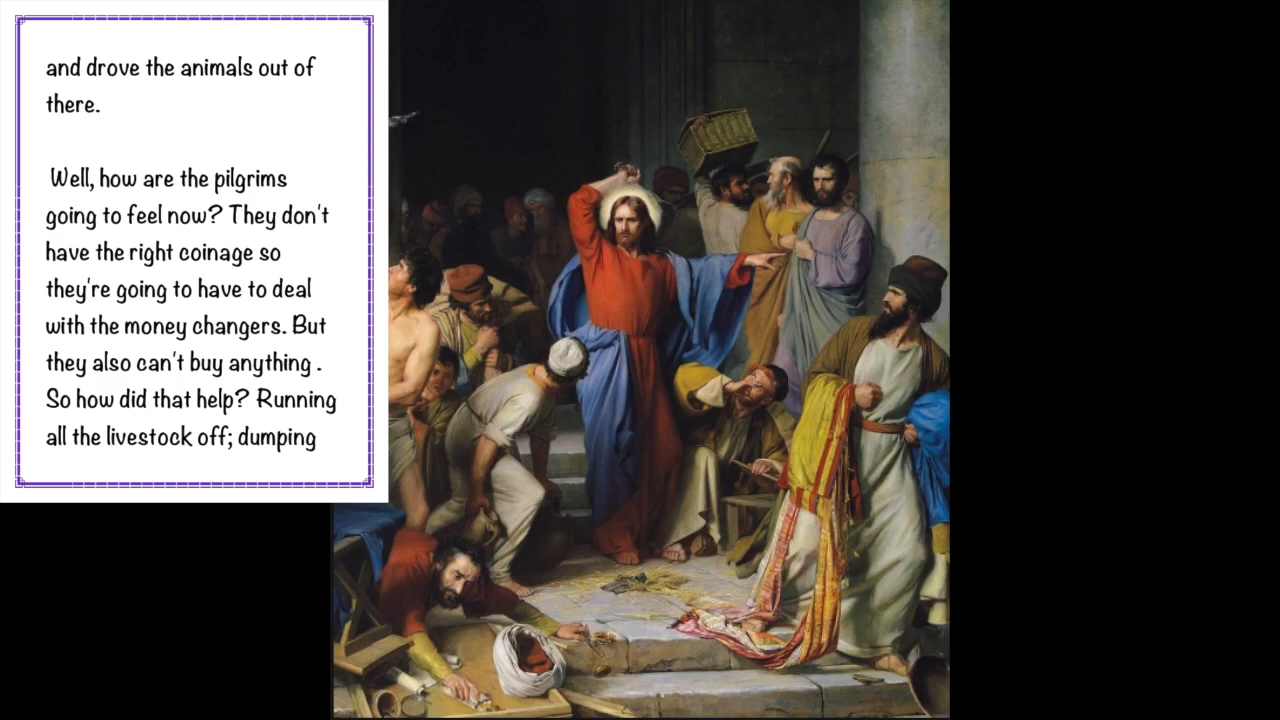 and drove the animals out of
there.
Well, how are the pilgrims
going to feel now? They don't
have the right coinage so
they're going to have to deal
with the money changers. But
they also can't buy anything .
So how did that help? Running
all the livestock off; dumping